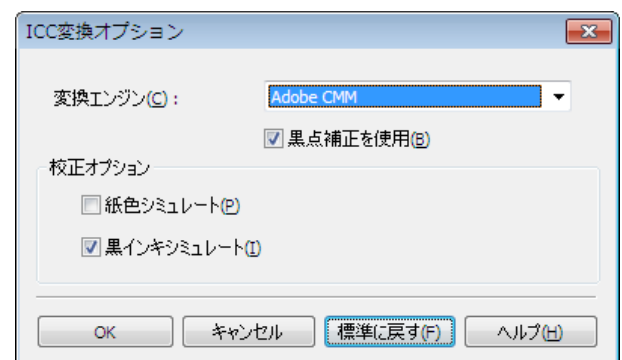 ICC変換オプション
変換エンジン(C)： Adobe CMM
黒点補正を使用(B)
校正オプション
紙色シミュレート(P)
黒インキシミュレート(I)
OK キャンセル 標準に戻す(F) ヘルプ(H)